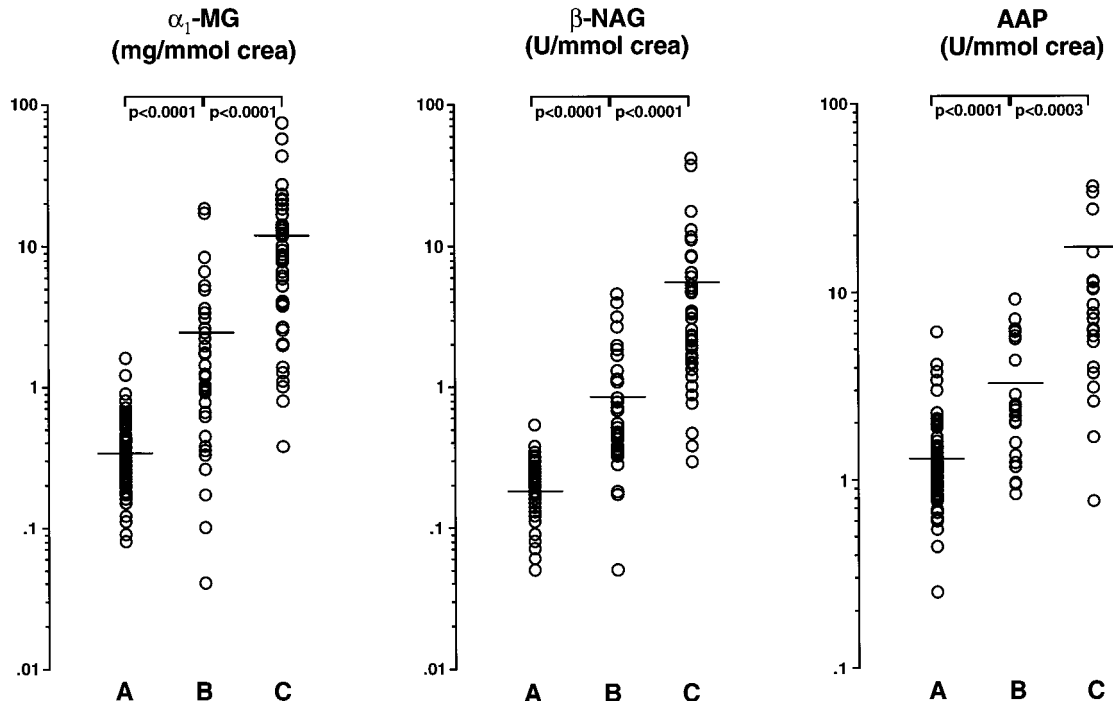 α1-MG
(mg/mmol crea)
p<0.0001 p<0.0001
100
10
1
.1
.01
A B C
β-NAG
(U/mmol crea)
p<0.0001 p<0.0001
100
10
1
.1
.01
A B C
AAP
(U/mmol crea)
p<0.0001 p<0.0003
100
10
1
.1
A B C